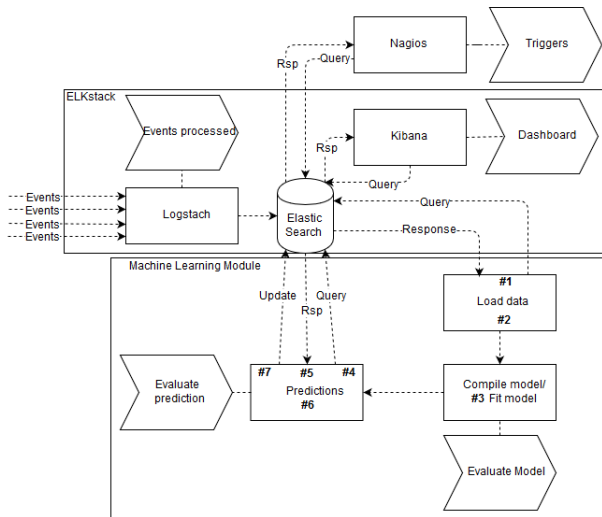 Nagios
Triggers
Rsp
Query
ELKstack
Events processed
Kibana
Dashboard
Rsp
Query
Events
Events
Events
Events
Logstach
Elastic
Search
Query
Response
Machine Learning Module
#1
Load data
#2
Update
Query
Rsp
#7
#5
#4
Predictions
#6
Evaluate
prediction
Compile model/
#3 Fit model
Evaluate Model